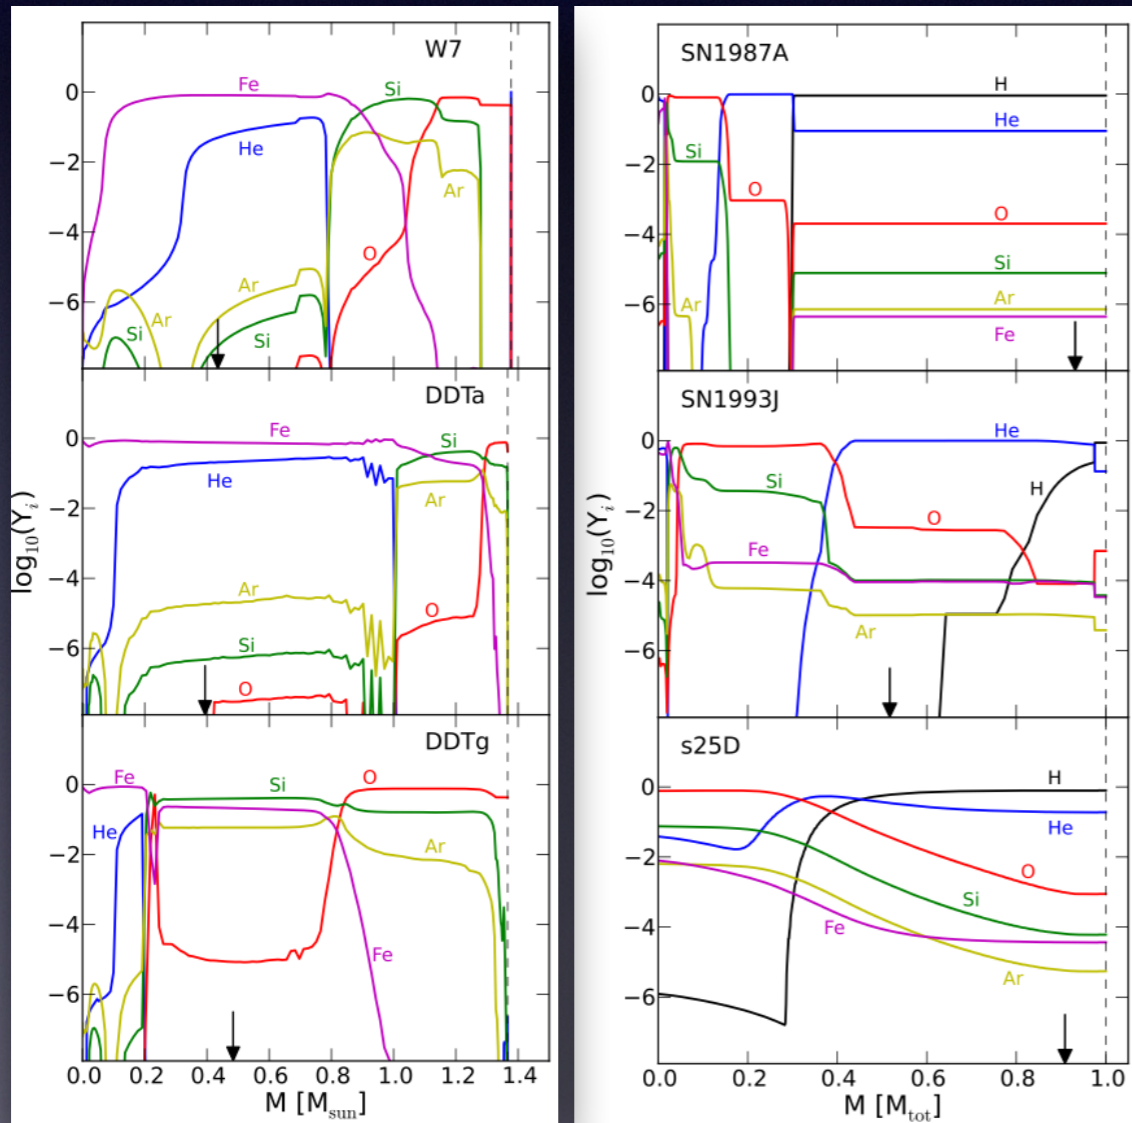 W7
0
−2
−4
−6
Fe
He
Si
Ar
O
Ar
Si
Ar
Si
DDTa
0
−2
−4
−6
log₁₀(Yᵢ)
Fe
Si
He
Ar
Ar
O
Si
O
DDTg
0
−2
−4
−6
Fe
Si
O
He
Ar
Fe
0.0 0.2 0.4 0.6 0.8 1.0 1.2 1.4
M [Mₛᵤₙ]
SN1987A
0
−2
−4
−6
H
He
Si
O
O
Si
Ar
Ar
Fe
SN1993J
0
−2
−4
−6
log₁₀(Yᵢ)
He
Si
H
O
Fe
Ar
s25D
0
−2
−4
−6
H
He
O
Si
Fe
Ar
0.0 0.2 0.4 0.6 0.8 1.0
M [Mₜₒₜ]